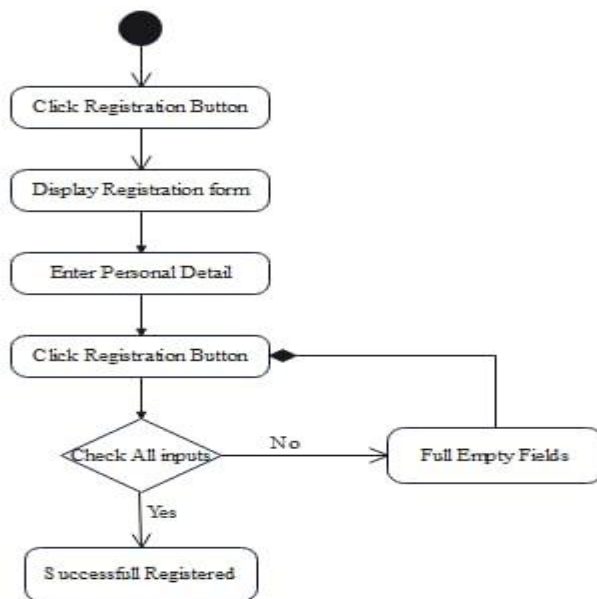 Click Registration Button
Display Registration form
Enter Personal Detail
Click Registration Button
Check All inputs
No
Full Empty Fields
Yes
Successfull Registered